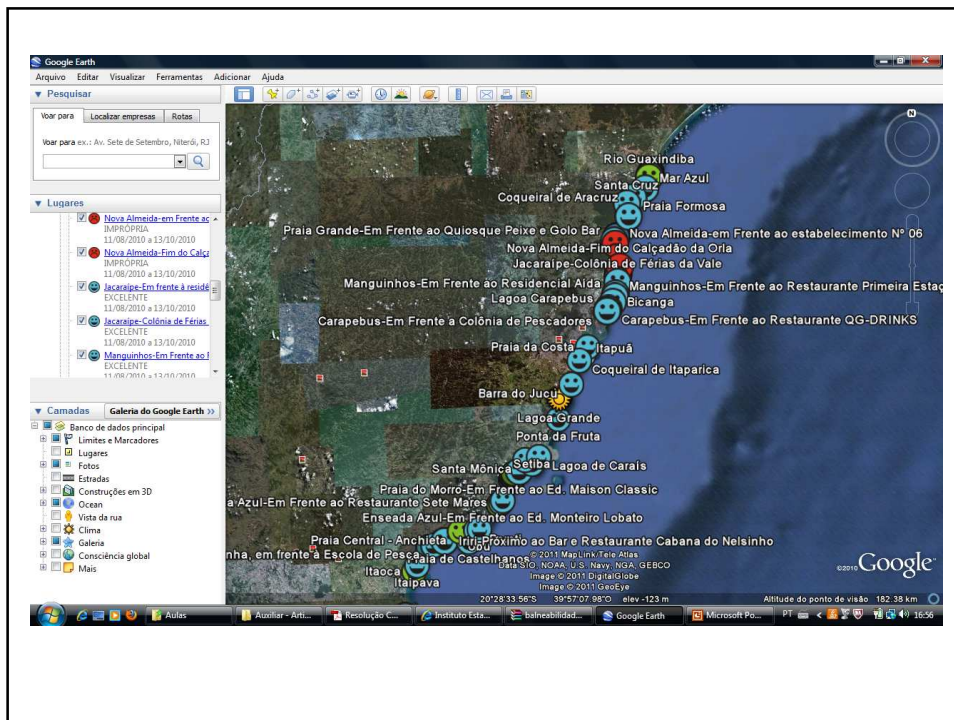 Google Earth
Arquivo Editar Visualizar Ferramentas Adicionar Ajuda
Pesquisar
Voar para Localizar empresas Rotas
Voar para ex.: Av. Sete de Setembro, Niterói, RJ
Lugares
Nova Almeida-em Frente ao
IMPRÓPRIA
11/08/2010 a 13/10/2010
Nova Almeida-Fim do Calça
IMPRÓPRIA
11/08/2010 a 13/10/2010
Jacaraípe-Em frente à residê
EXCELENTE
11/08/2010 a 13/10/2010
Jacaraípe-Colônia de Férias
EXCELENTE
11/08/2010 a 13/10/2010
Manguinhos-Em Frente ao
EXCELENTE
11/08/2010 a 13/10/2010
Camadas Galeria do Google Earth >>
Banco de dados principal
Limites e Marcadores
Lugares
Fotos
Estradas
Construções em 3D
Ocean
Vista da rua
Clima
Galeria
Consciência global
Mais
N
Rio Guaxindiba
Mar Azul
Santa Cruz
Coqueiral de Aracruz
Praia Formosa
Praia Grande-Em Frente ao Quiosque Peixe e Golo Bar
Nova Almeida-em Frente ao estabelecimento Nº 06
Nova Almeida-Fim do Calçadão da Orla
Jacaraípe-Colônia de Férias da Vale
Manguinhos-Em Frente ao Residencial Aida
Manguinhos-Em Frente ao Restaurante Primeira Estaç
Lagoa Carapebus
Bicanga
Carapebus-Em Frente a Colônia de Pescadores
Carapebus-Em Frente ao Restaurante QG-DRINKS
Praia da Costa
Itapuã
Coqueiral de Itaparica
Barra do Jucu
Lagoa Grande
Ponta da Fruta
Santa Mônica
Setiba
Lagoa de Caraís
Praia do Morro-Em Frente ao Ed. Maison Classic
a Azul-Em Frente ao Restaurante Sete Mares
Enseada Azul-Em Frente ao Ed. Monteiro Lobato
Praia Central - Anchieta
Iriri-Próximo ao Bar e Restaurante Cabana do Nelsinho
Ubu
nha, em frente à Escola de Pesca
Praia de Castelhanos
Itaoca
Itaipava
© 2011 MapLink/Tele Atlas
Data SIO, NOAA, U.S. Navy, NGA, GEBCO
Image © 2011 DigitalGlobe
Image © 2011 GeoEye
©2010 Google
20°28'33.56"S 39°57'07.98"O elev -123 m Altitude do ponto de visão 182.38 km
Aulas
Auxiliar - Arti...
Resolução C...
Instituto Esta...
balneabilidad...
Google Earth
Microsoft Po...
PT
16:56